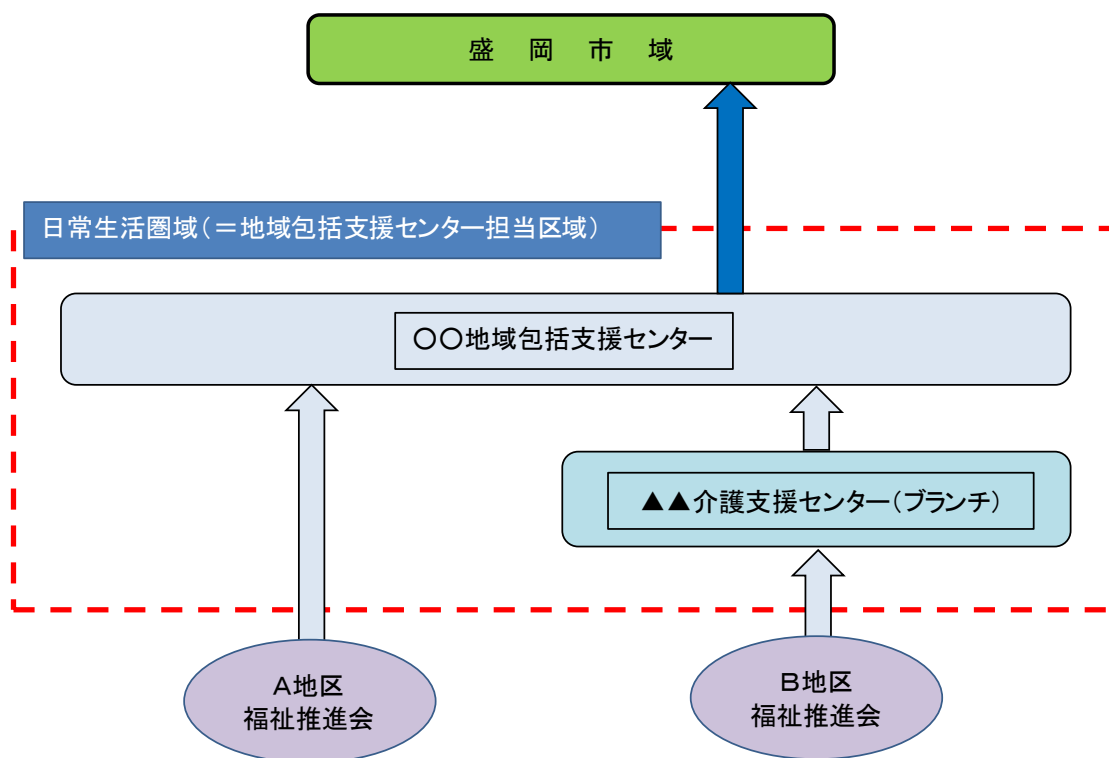 盛　岡　市　域
日常生活圏域（＝地域包括支援センター担当区域）
〇〇地域包括支援センター
▲▲介護支援センター（ブランチ）
Ａ地区
福祉推進会
Ｂ地区
福祉推進会